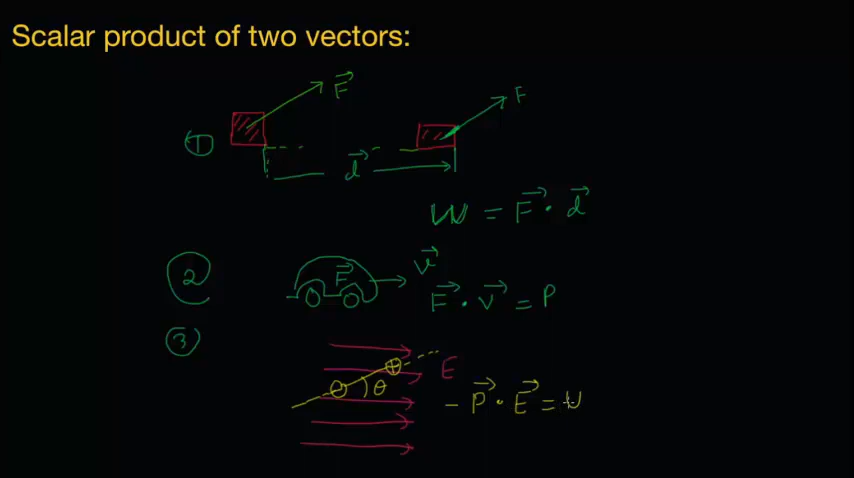 Scalar product of two vectors:
F⃗
F
①
d⃗
W = F⃗ · d⃗
②
F⃗
v⃗
F⃗ · v⃗ = P
③
E
θ
- P⃗ · E⃗ = U